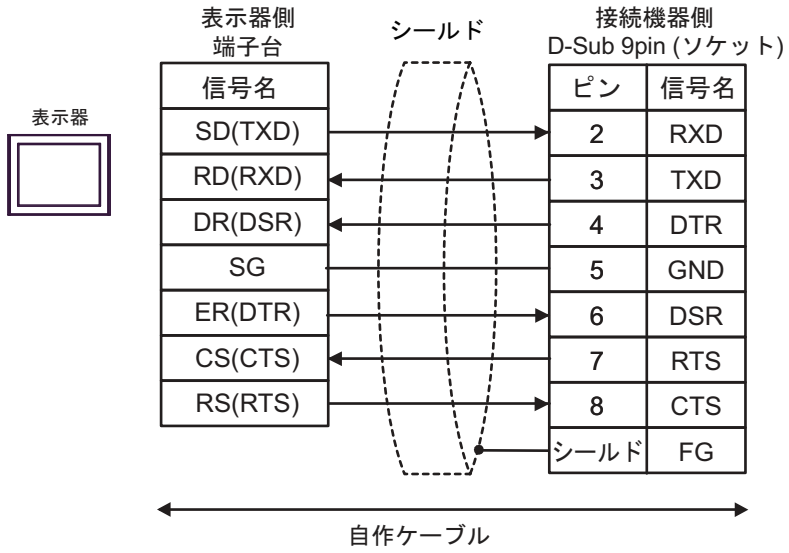 表示器側
端子台
シールド
接続機器側
D-Sub 9pin (ソケット)
表示器
信号名
ピン 信号名
SD(TXD) 2 RXD
RD(RXD) 3 TXD
DR(DSR) 4 DTR
SG 5 GND
ER(DTR) 6 DSR
CS(CTS) 7 RTS
RS(RTS) 8 CTS
シールド FG
自作ケーブル